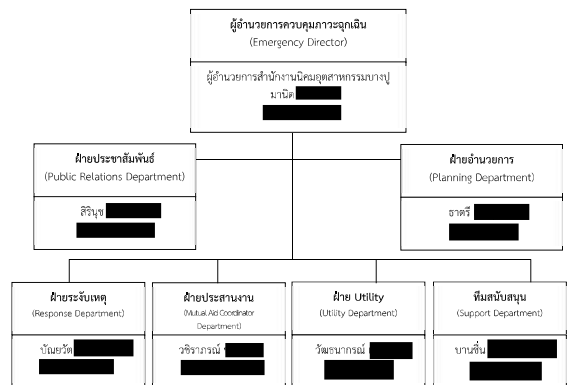 ผู้อำนวยการควบคุมภาวะฉุกเฉิน
(Emergency Director)
ผู้อำนวยการสำนักงานนิคมอุตสาหกรรมบางปู
มานิต
ฝ่ายประชาสัมพันธ์
(Public Relations Department)
สิรินุช
ฝ่ายอำนวยการ
(Planning Department)
ธาตรี
ฝ่ายระงับเหตุ
(Response Department)
บัณยวัต
ฝ่ายประสานงาน
(Mutual Aid Coordinator
Department)
วชิราภรณ์
ฝ่าย Utility
(Utility Department)
วัฒธนากรณ์
ทีมสนับสนุน
(Support Department)
บานชื่น